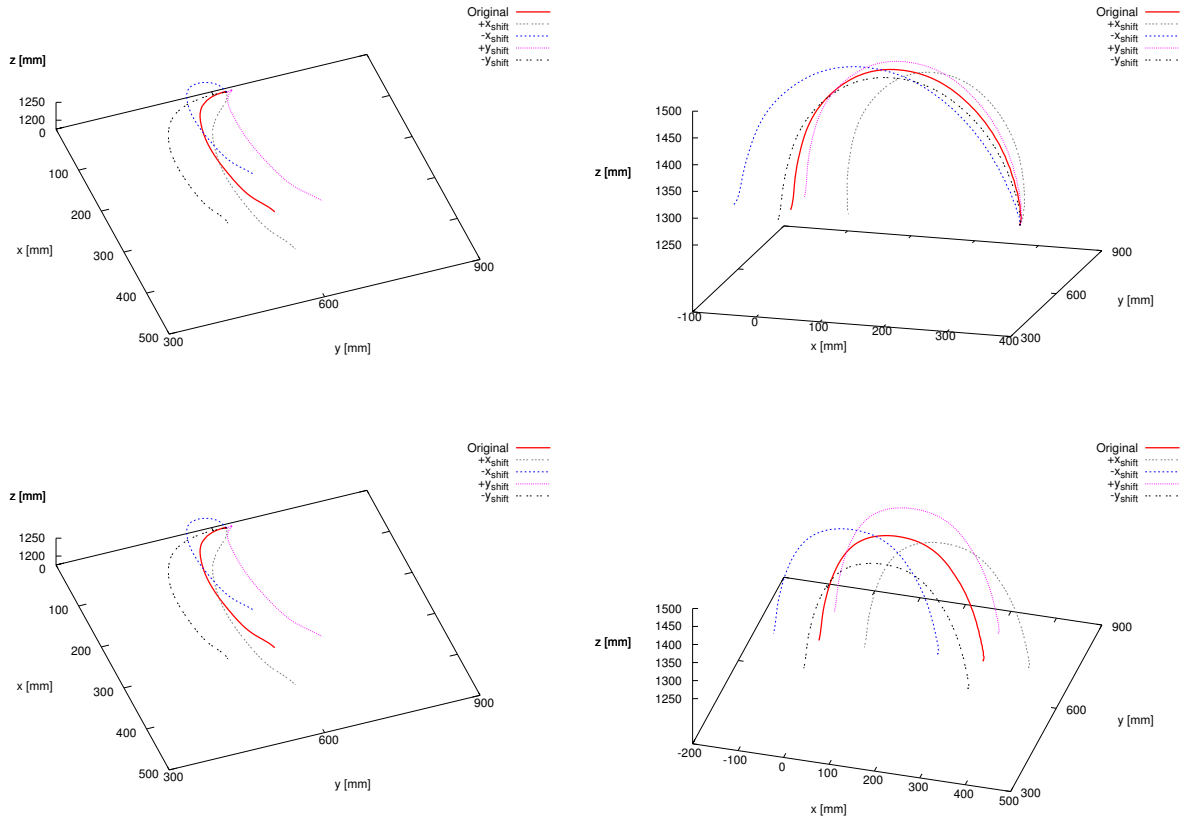 Original
+x_shift
-x_shift
+y_shift
-y_shift
z [mm]
1250
1200
0
100
200
x [mm]
300
400
500
300
600
900
y [mm]
Original
+x_shift
-x_shift
+y_shift
-y_shift
1500
1450
1400
z [mm]
1350
1300
1250
900
600
y [mm]
300
-100
0
100
200
300
400
x [mm]
Original
+x_shift
-x_shift
+y_shift
-y_shift
z [mm]
1250
1200
0
100
200
x [mm]
300
400
500
300
600
900
y [mm]
Original
+x_shift
-x_shift
+y_shift
-y_shift
1500
1450
1400
z [mm]
1350
1300
1250
900
600
y [mm]
300
-200
-100
0
100
200
300
400
500
x [mm]